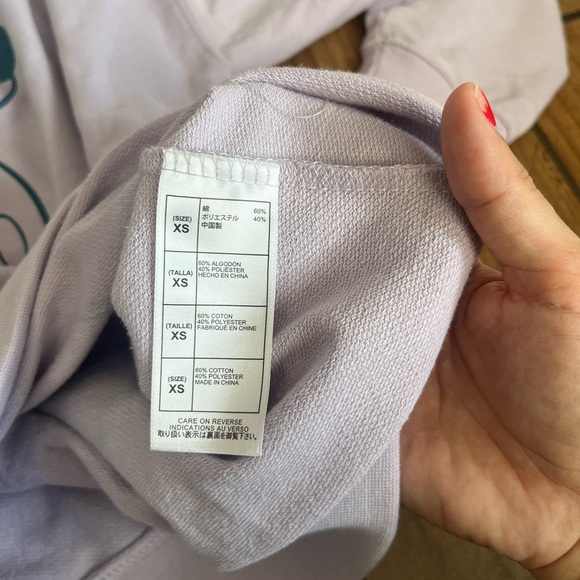 (SIZE)
XS
綿 60%
ポリエステル 40%
中国製
(TALLA)
XS
60% ALGODÓN
40% POLIÉSTER
HECHO EN CHINA
(TAILLE)
XS
60% COTON
40% POLYESTER
FABRIQUÉ EN CHINE
(SIZE)
XS
60% COTTON
40% POLYESTER
MADE IN CHINA
CARE ON REVERSE
INDICATIONS AU VERSO
取り扱い表示は裏面を御覧下さい。